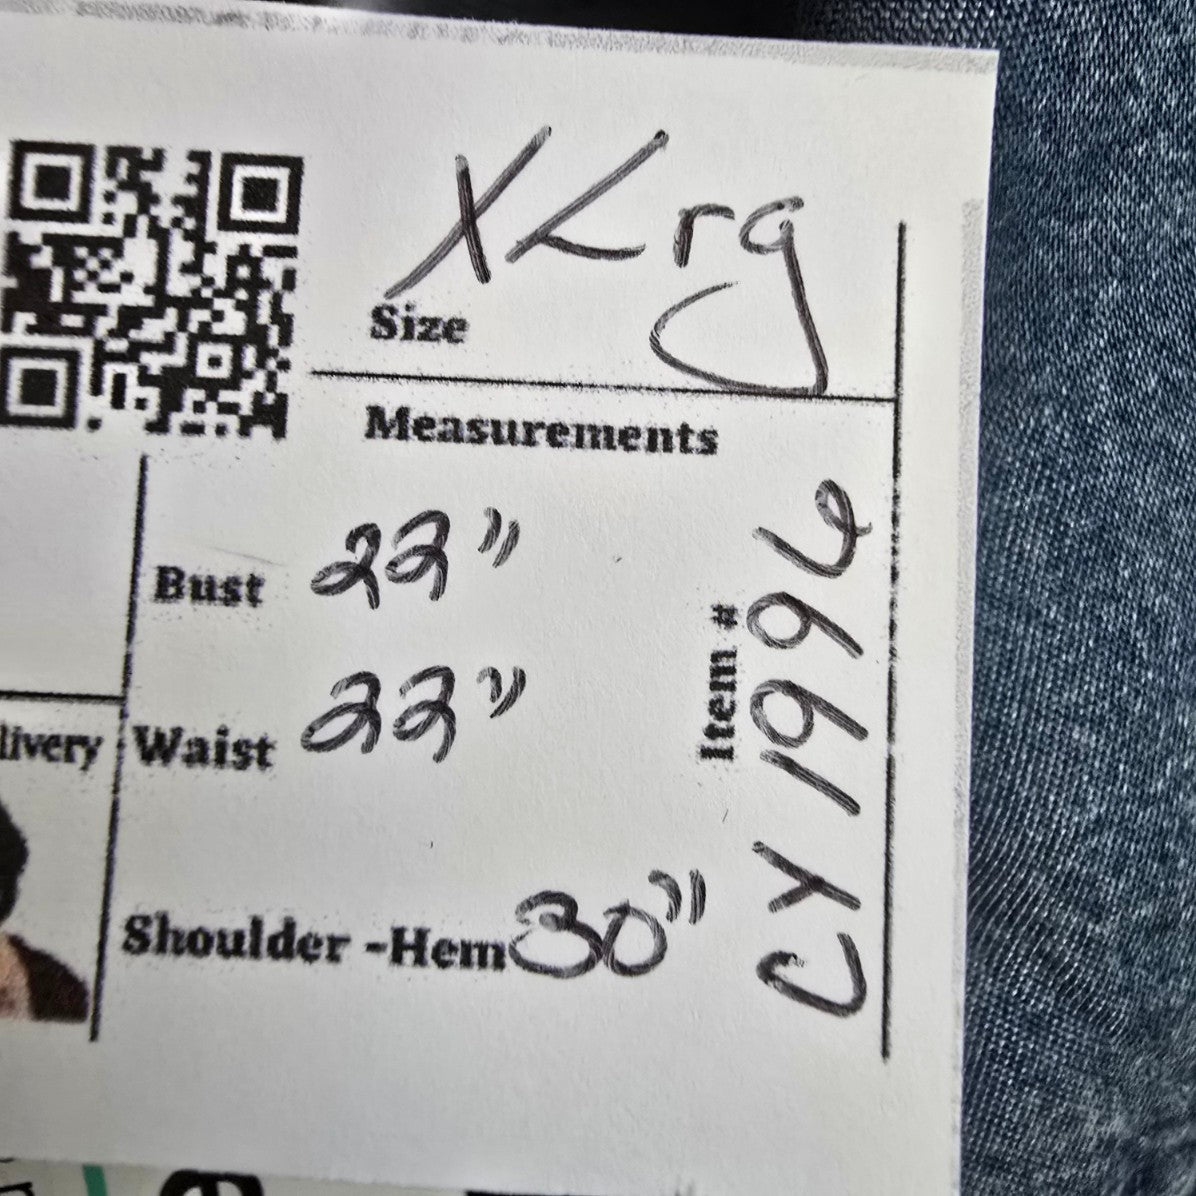 XLrg
Size
Measurements
Bust 22"
Waist 22"
Shoulder -Hem 30"
Item #
CY 1996
livery